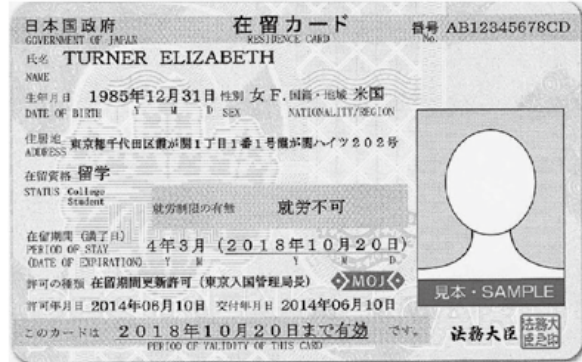 日本国政府 在留カード 番号 AB12345678CD
GOVERNMENT OF JAPAN RESIDENCE CARD No.
氏名 TURNER ELIZABETH
NAME
生年月日 1985年12月31日 性別 女 F. 国籍・地域 米国
DATE OF BIRTH Y M D SEX NATIONALITY/REGION
住居地 東京都千代田区霞が関1丁目1番1号霞が関ハイツ202号
ADDRESS
在留資格 留学
STATUS College
Student
就労制限の有無 就労不可
在留期間(満了日) 4年3月(2018年10月20日)
PERIOD OF STAY
(DATE OF EXPIRATION) Y M Y M D
許可の種類 在留期間更新許可(東京入国管理局長) MOJ
見本・SAMPLE
許可年月日 2014年06月10日 交付年月日 2014年06月10日
このカードは 2018年10月20日まで有効 です。 法務大臣 法務大臣之印
PERIOD OF VALIDITY OF THIS CARD